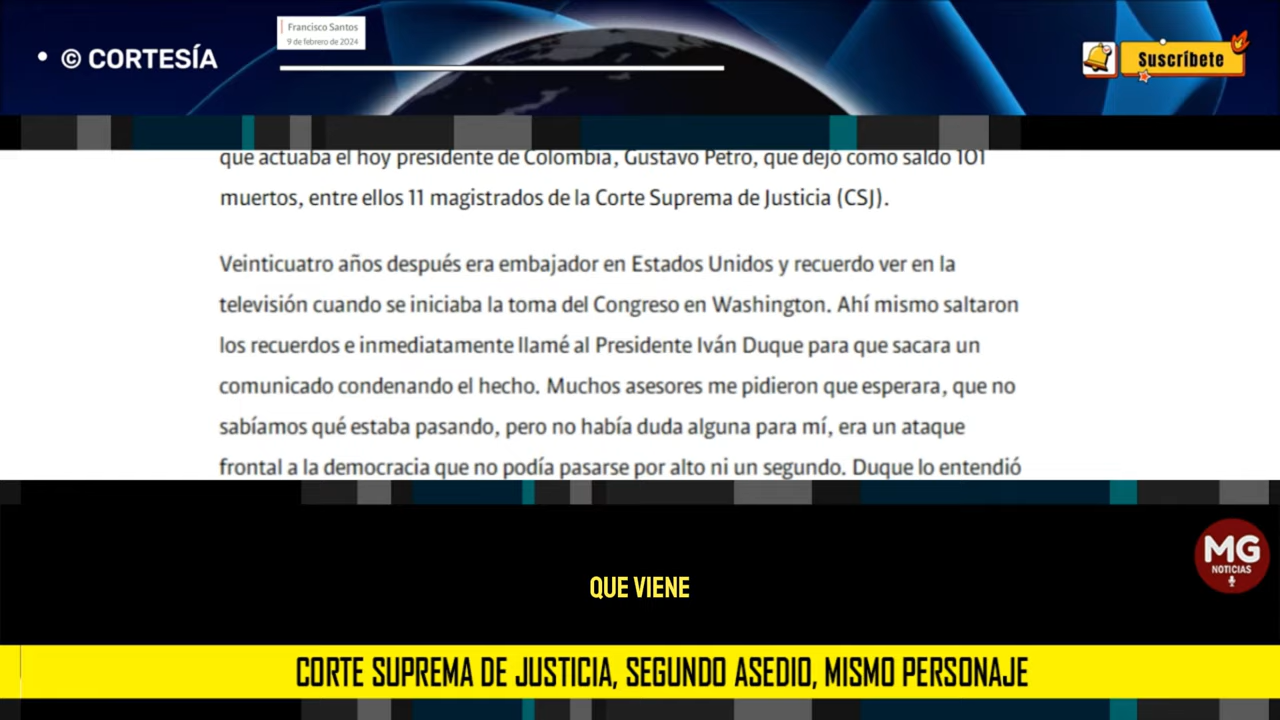 Francisco Santos
9 de febrero de 2024
• © CORTESÍA
Suscríbete
que actuaba el hoy presidente de Colombia, Gustavo Petro, que dejó como saldo 101
muertos, entre ellos 11 magistrados de la Corte Suprema de Justicia (CSJ).
Veinticuatro años después era embajador en Estados Unidos y recuerdo ver en la
televisión cuando se iniciaba la toma del Congreso en Washington. Ahí mismo saltaron
los recuerdos e inmediatamente llamé al Presidente Iván Duque para que sacara un
comunicado condenando el hecho. Muchos asesores me pidieron que esperara, que no
sabíamos qué estaba pasando, pero no había duda alguna para mí, era un ataque
frontal a la democracia que no podía pasarse por alto ni un segundo. Duque lo entendió
MG
NOTICIAS
QUE VIENE
CORTE SUPREMA DE JUSTICIA, SEGUNDO ASEDIO, MISMO PERSONAJE